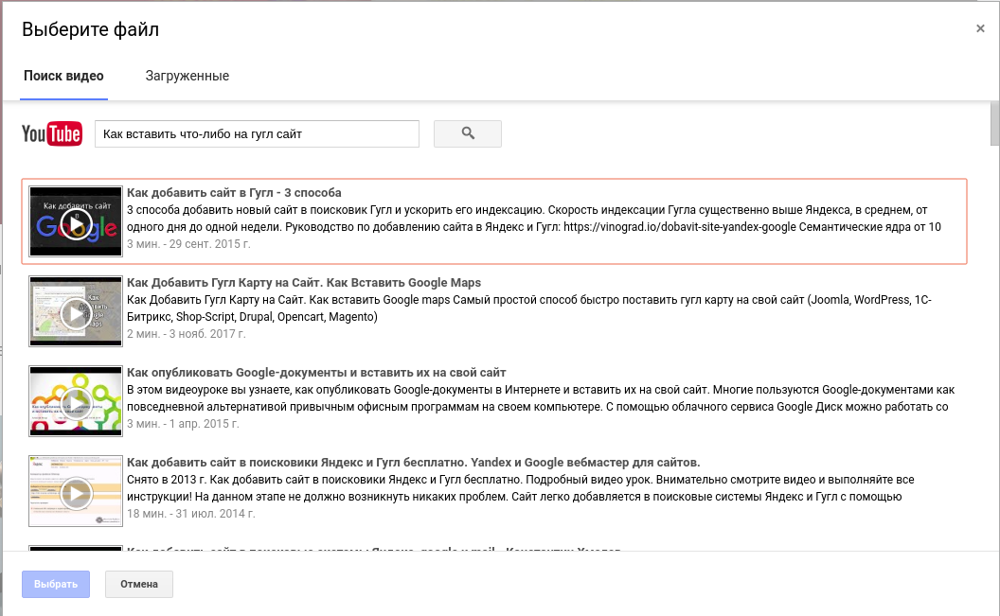 Выберите файл
×
Поиск видео
Загруженные
YouTube
Как вставить что-либо на гугл сайт
Как добавить сайт
Google
Как добавить сайт в Гугл - 3 способа
3 способа добавить новый сайт в поисковик Гугл и ускорить его индексацию. Скорость индексации Гугла существенно выше Яндекса, в среднем, от
одного дня до одной недели. Руководство по добавлению сайта в Яндекс и Гугл: https://vinograd.io/dobavit-site-yandex-google Семантические ядра от 10
3 мин. - 29 сент. 2015 г.
Как Добавить Гугл Карту на Сайт. Как Вставить Google Maps
Как Добавить Гугл Карту на Сайт. Как вставить Google maps Самый простой способ быстро поставить гугл карту на свой сайт (Joomla, WordPress, 1С-
Битрикс, Shop-Script, Drupal, Opencart, Magento)
2 мин. - 3 нояб. 2017 г.
Как опубликовать Google-документы и вставить их на свой сайт
В этом видеоуроке вы узнаете, как опубликовать Google-документы в Интернете и вставить их на свой сайт. Многие пользуются Google-документами как
повседневной альтернативой привычным офисным программам на своем компьютере. С помощью облачного сервиса Google Диск можно работать со
3 мин. - 1 апр. 2015 г.
Как добавить сайт в поисковики Яндекс и Гугл бесплатно. Yandex и Google вебмастер для сайтов.
Снято в 2013 г. Как добавить сайт в поисковики Яндекс и Гугл бесплатно. Подробный видео урок. Внимательно смотрите видео и выполняйте все
инструкции! На данном этапе не должно возникнуть никаких проблем. Сайт легко добавляется в поисковые системы Яндекс и Гугл с помощью
18 мин. - 31 июл. 2014 г.
Выбрать
Отмена